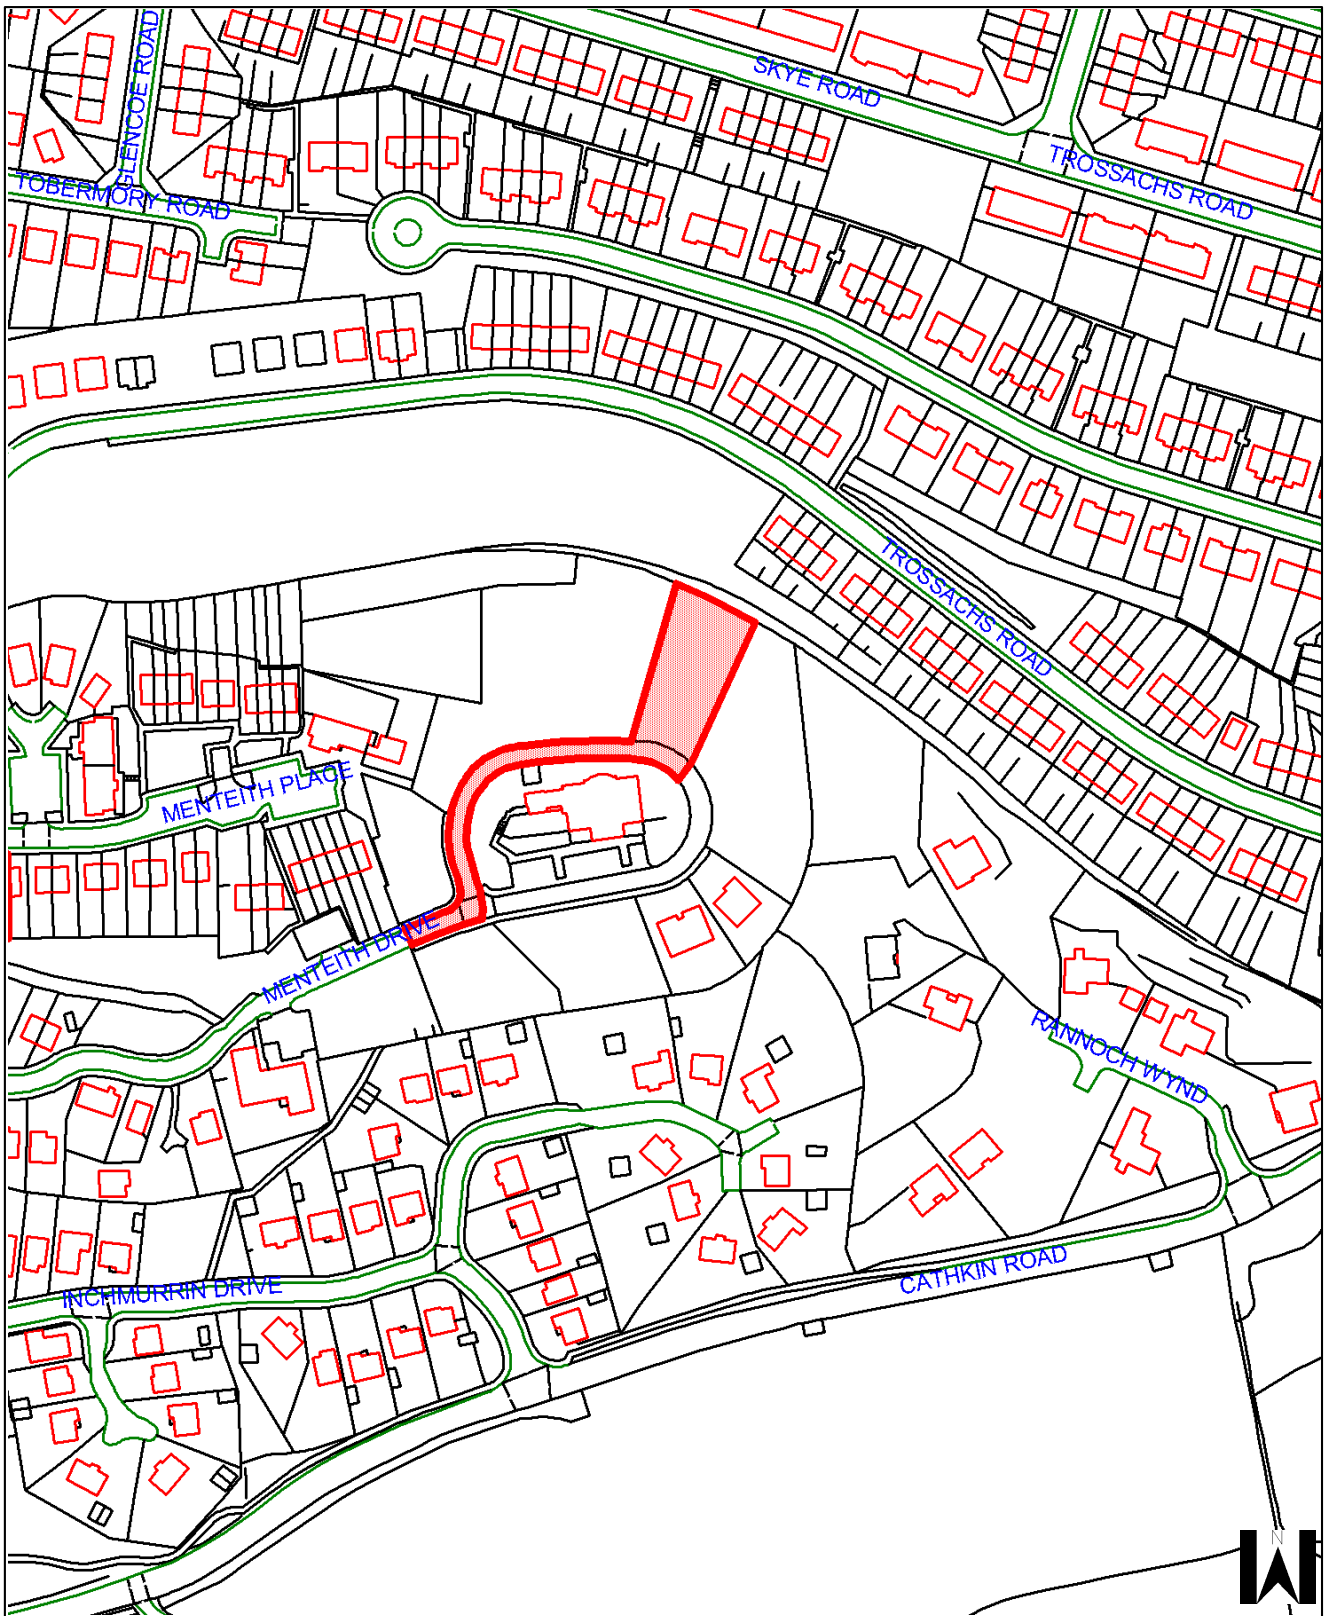 GLENCOE ROAD
SKYE ROAD
TROSSACHS ROAD
TOBERMORY ROAD
TROSSACHS ROAD
MENTEITH PLACE
MENTEITH DRIVE
RANNOCH WYND
CATHKIN ROAD
INCHMURRIN DRIVE
N